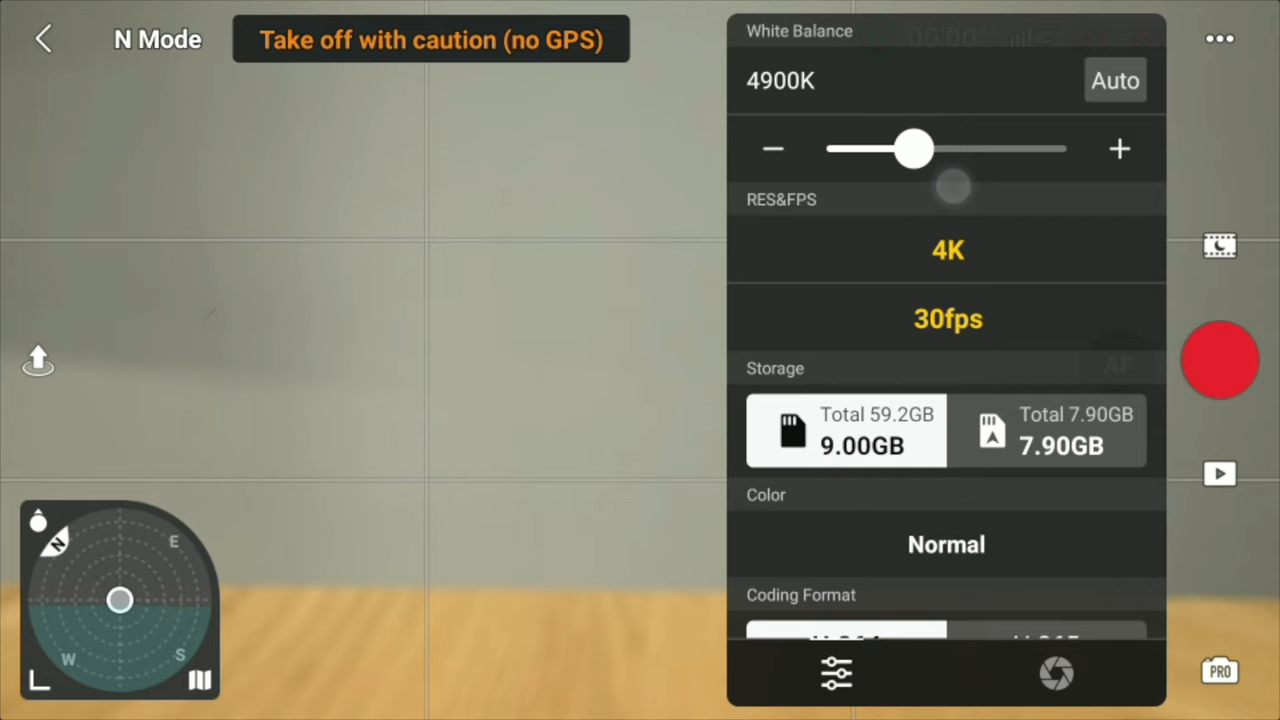 N Mode
Take off with caution (no GPS)
White Balance
4900K
Auto
RES&FPS
4K
30fps
Storage
Total 59.2GB
9.00GB
Total 7.90GB
7.90GB
Color
Normal
Coding Format
N
E
W
S
PRO